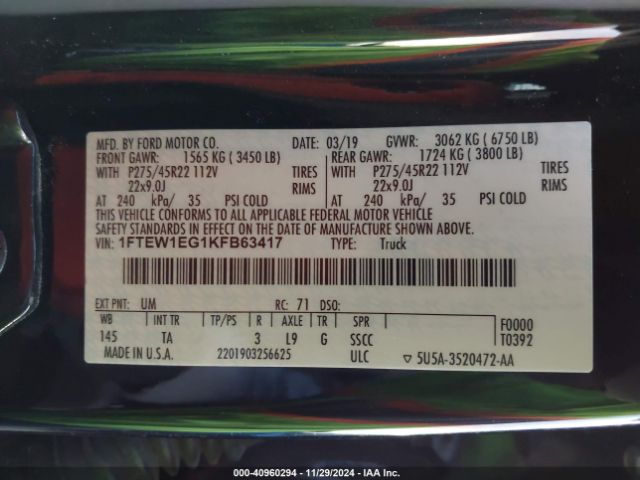 MFD. BY FORD MOTOR CO. DATE: 03/19 GVWR: 3062 KG ( 6750 LB)
FRONT GAWR: 1565 KG ( 3450 LB) REAR GAWR: 1724 KG ( 3800 LB)
WITH P275/45R22 112V TIRES WITH P275/45R22 112V TIRES
22x9.0J RIMS 22x9.0J RIMS
AT 240 kPa/ 35 PSI COLD AT 240 kPa/ 35 PSI COLD
THIS VEHICLE CONFORMS TO ALL APPLICABLE FEDERAL MOTOR VEHICLE
SAFETY STANDARDS IN EFFECT ON THE DATE OF MANUFACTURE SHOWN ABOVE.
VIN: 1FTEW1EG1KFB63417 TYPE: Truck
EXT PNT: UM RC: 71 DSO:
WB INT TR TP/PS R AXLE TR SPR F0000
145 TA 3 L9 G SSCC T0392
MADE IN U.S.A. 2201903256625 ULC ▽ 5U5A-3520472-AA
000-40960294 - 11/29/2024 - IAA Inc.